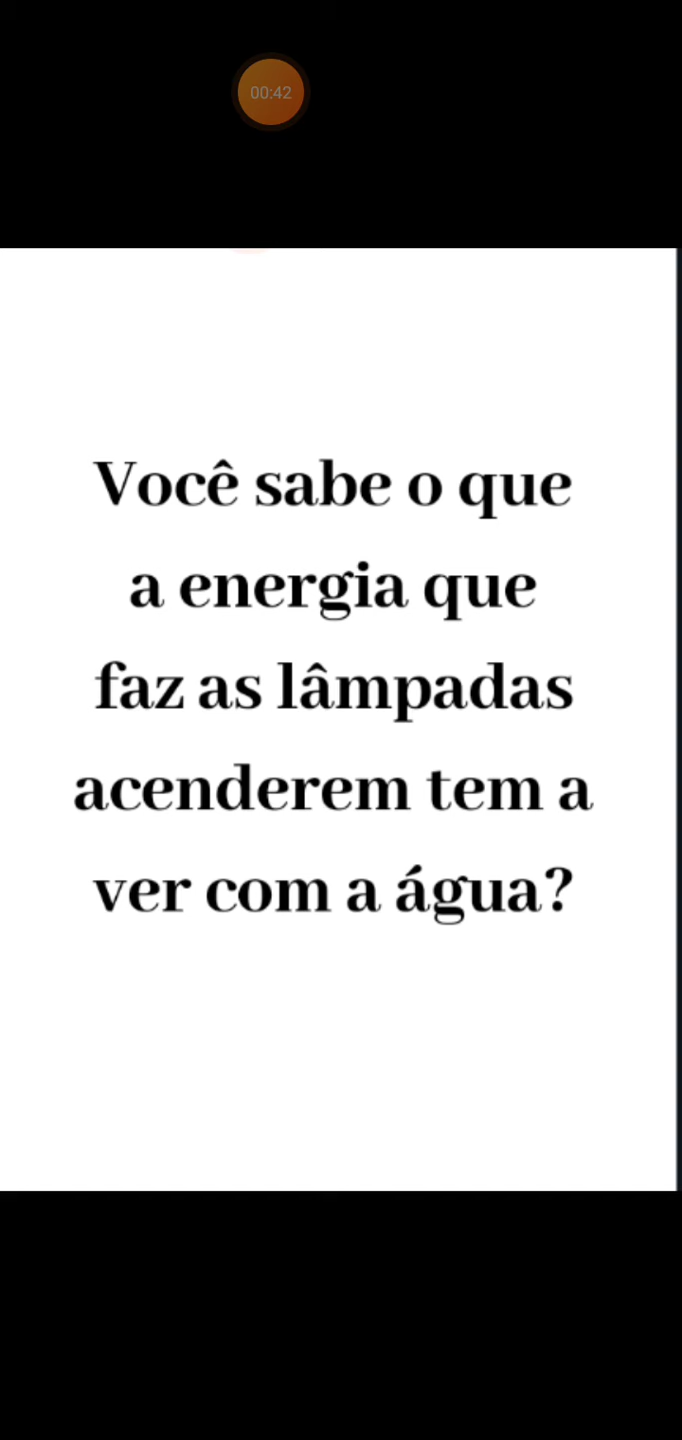 00:42
Você sabe o que
a energia que
faz as lâmpadas
acenderem tem a
ver com a água?